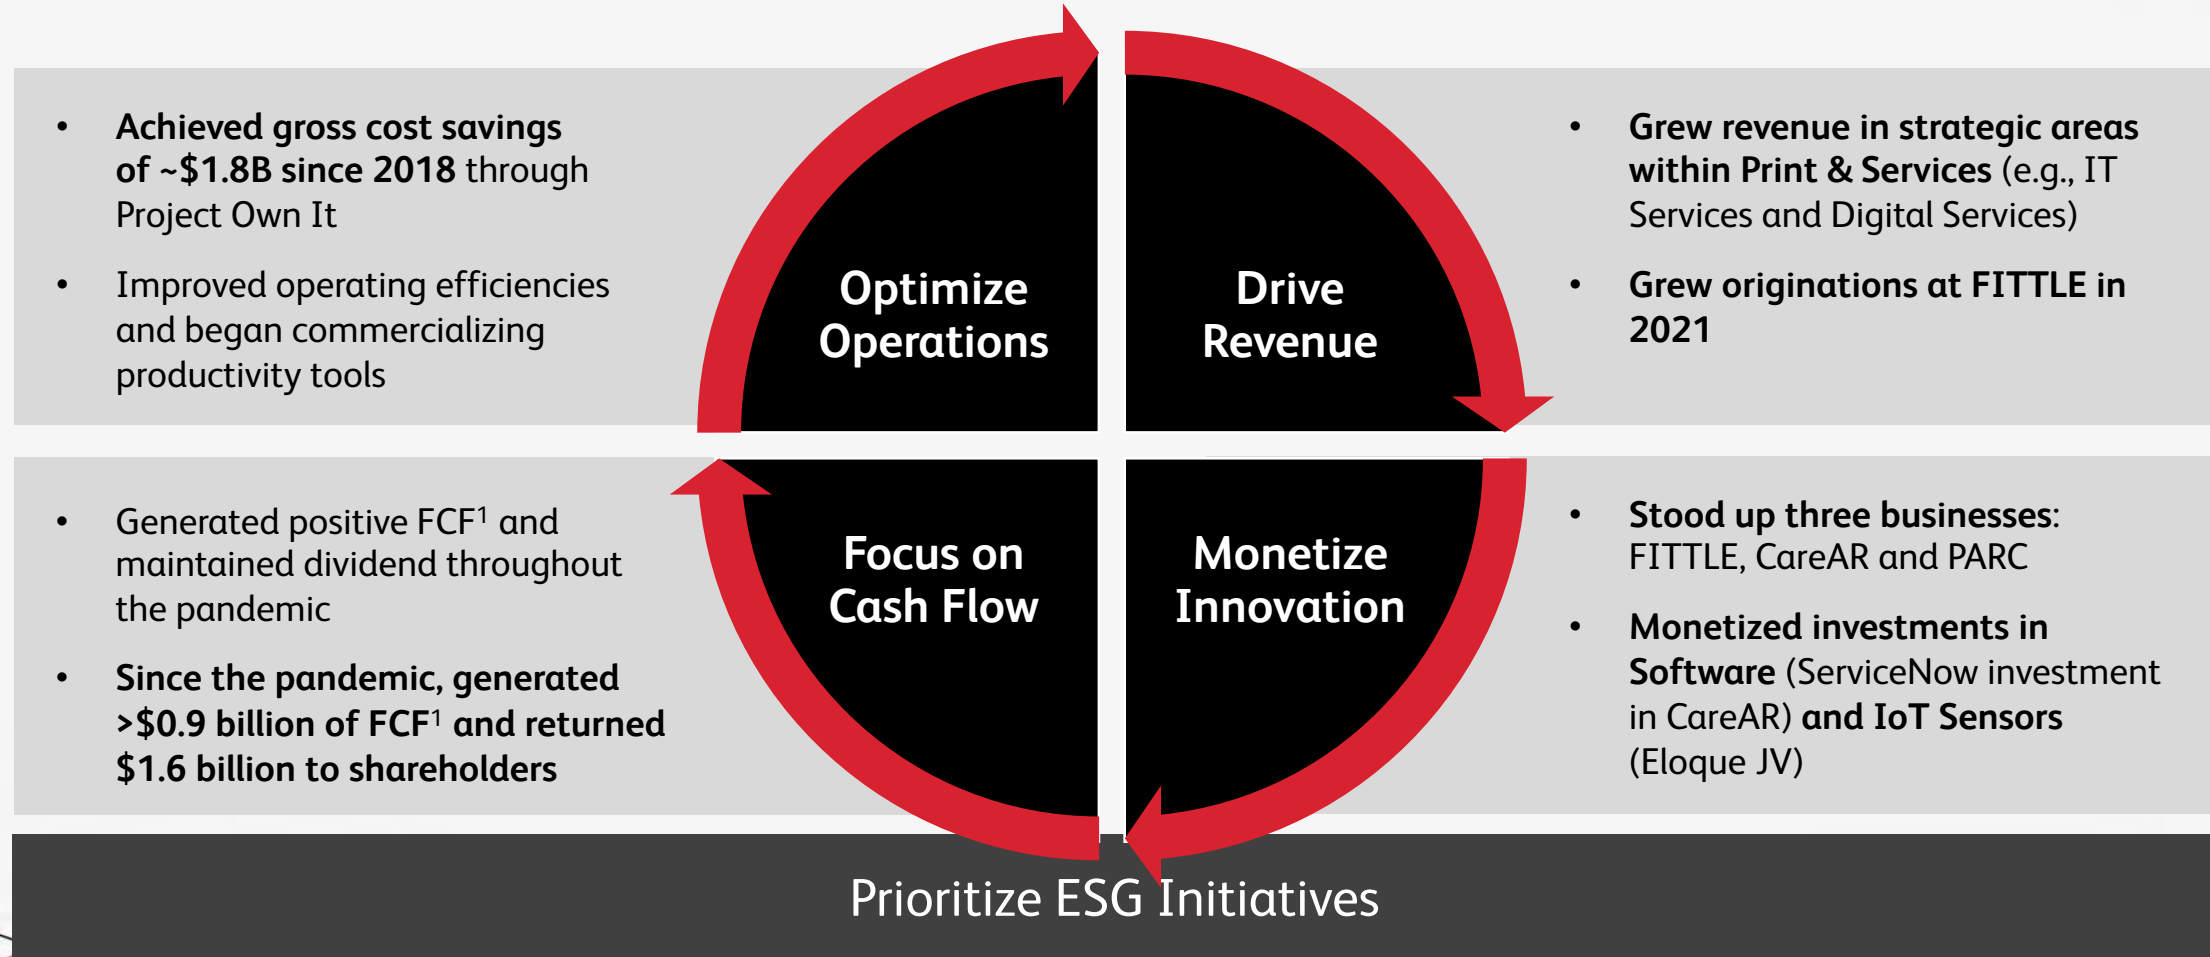 • Achieved gross cost savings
of ~$1.8B since 2018 through
Project Own It
• Improved operating efficiencies
and began commercializing
productivity tools
Optimize
Operations
Drive
Revenue
• Grew revenue in strategic areas
within Print & Services (e.g., IT
Services and Digital Services)
• Grew originations at FITTLE in
2021
• Generated positive FCF¹ and
maintained dividend throughout
the pandemic
• Since the pandemic, generated
>$0.9 billion of FCF¹ and returned
$1.6 billion to shareholders
Focus on
Cash Flow
Monetize
Innovation
• Stood up three businesses:
FITTLE, CareAR and PARC
• Monetized investments in
Software (ServiceNow investment
in CareAR) and IoT Sensors
(Eloque JV)
Prioritize ESG Initiatives